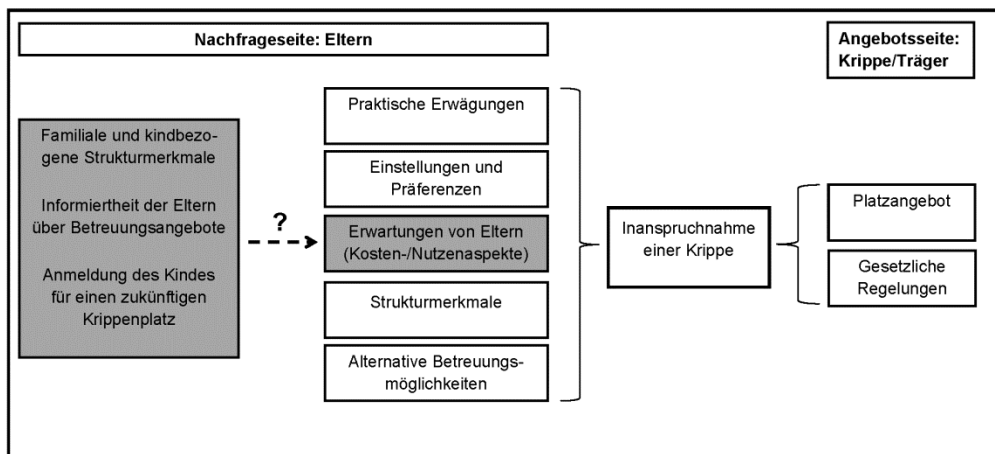 Nachfrageseite: Eltern
Angebotsseite:
Krippe/Träger
Familiale und kindbezo-
gene Strukturmerkmale
Informiertheit der Eltern
über Betreuungsangebote
Anmeldung des Kindes
für einen zukünftigen
Krippenplatz
?
Praktische Erwägungen
Einstellungen und
Präferenzen
Erwartungen von Eltern
(Kosten-/Nutzenaspekte)
Strukturmerkmale
Alternative Betreuungs-
möglichkeiten
Inanspruchnahme
einer Krippe
Platzangebot
Gesetzliche
Regelungen